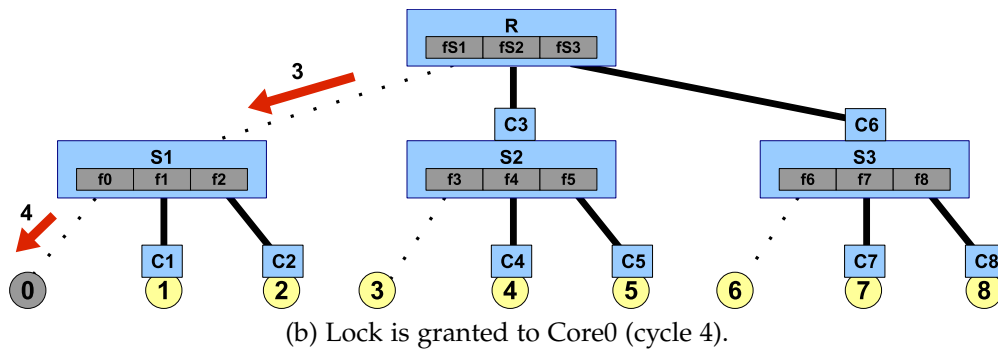 R
fS1 fS2 fS3
3
C3 C6
S1 S2 S3
f0 f1 f2 f3 f4 f5 f6 f7 f8
4
C1 C2 C4 C5 C7 C8
0 1 2 3 4 5 6 7 8
(b) Lock is granted to Core0 (cycle 4).